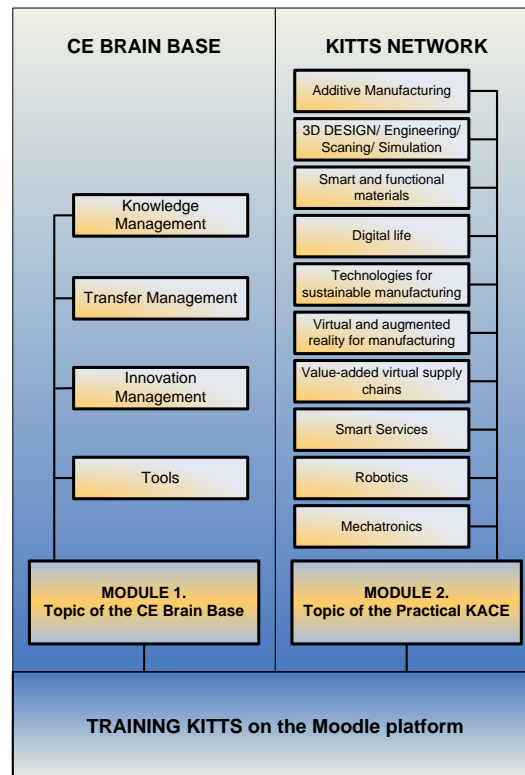 CE BRAIN BASE
Knowledge
Management
Transfer Management
Innovation
Management
Tools
MODULE 1.
Topic of the CE Brain Base
KITTS NETWORK
Additive Manufacturing
3D DESIGN/ Engineering/
Scaning/ Simulation
Smart and functional
materials
Digital life
Technologies for
sustainable manufacturing
Virtual and augmented
reality for manufacturing
Value-added virtual supply
chains
Smart Services
Robotics
Mechatronics
MODULE 2.
Topic of the Practical KACE
TRAINING KITTS on the Moodle platform